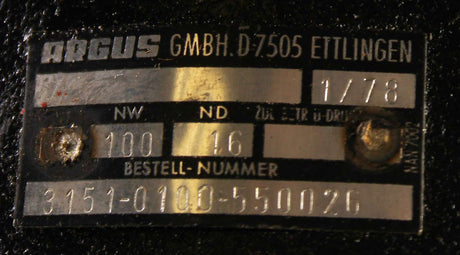 ARGUS GMBH. D-7505 ETTLINGEN
1/78
NW ND ZUL BETR Ü-DRUCK
100 16
BESTELL-NUMMER
3151-0100-550026